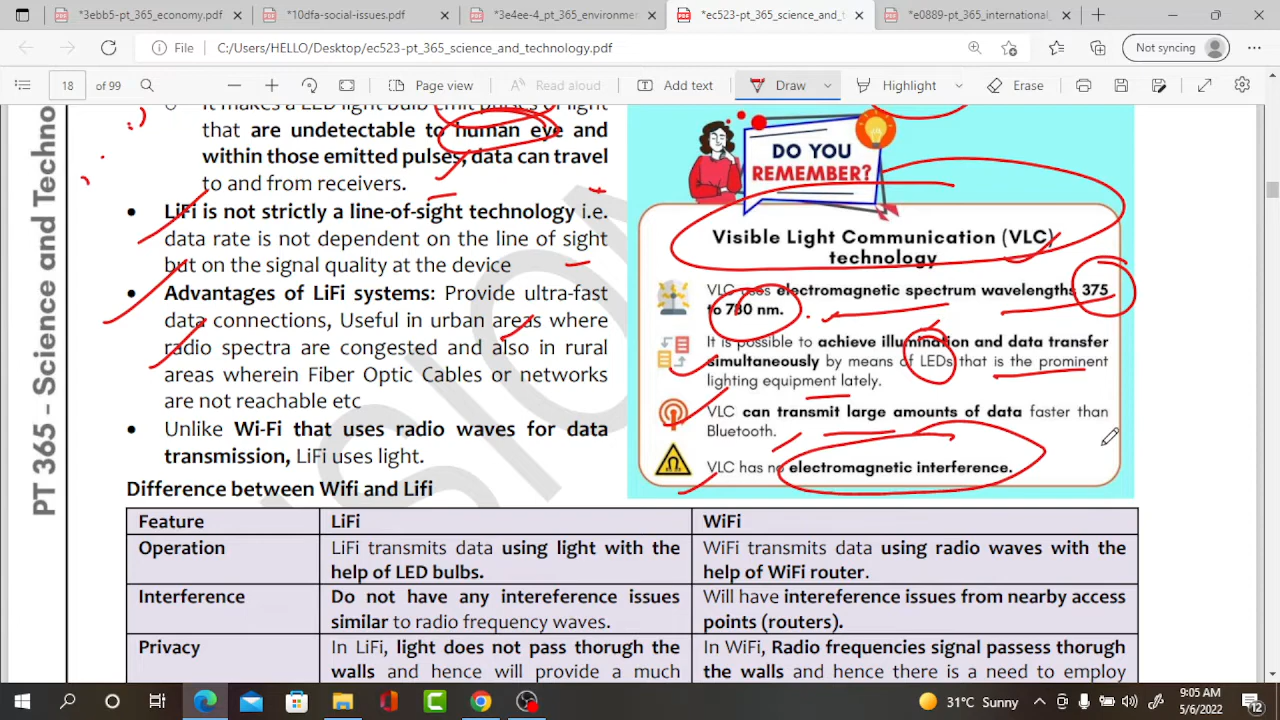 *3ebb5-pt_365_economy.pdf
*10dfa-social-issues.pdf
*3e4ee-4_pt_365_environme
*ec523-pt_365_science_and_t
*e0889-pt_365_international_
File
C:/Users/HELLO/Desktop/ec523-pt_365_science_and_technology.pdf
Not syncing
18 of 99
Page view
Read aloud
Add text
Draw
Highlight
Erase
PT 365 - Science and Techno
It makes a LED light bulb emit pulses of light
that are undetectable to human eye and
within those emitted pulses, data can travel
to and from receivers.
• LiFi is not strictly a line-of-sight technology i.e.
data rate is not dependent on the line of sight
but on the signal quality at the device
• Advantages of LiFi systems: Provide ultra-fast
data connections, Useful in urban areas where
radio spectra are congested and also in rural
areas wherein Fiber Optic Cables or networks
are not reachable etc
• Unlike Wi-Fi that uses radio waves for data
transmission, LiFi uses light.
DO YOU
REMEMBER?
Visible Light Communication (VLC)
technology
VLC uses electromagnetic spectrum wavelengths 375
to 780 nm.
It is possible to achieve illumination and data transfer
simultaneously by means of LEDs that is the prominent
lighting equipment lately.
VLC can transmit large amounts of data faster than
Bluetooth.
VLC has no electromagnetic interference.
Difference between Wifi and Lifi
Feature LiFi WiFi
Operation LiFi transmits data using light with the WiFi transmits data using radio waves with the
help of LED bulbs. help of WiFi router.
Interference Do not have any intereference issues Will have intereference issues from nearby access
similar to radio frequency waves. points (routers).
Privacy In LiFi, light does not pass thorugh the In WiFi, Radio frequencies signal passess thorugh
walls and hence will provide a much the walls and hence there is a need to employ
31°C Sunny
9:05 AM
5/6/2022
12